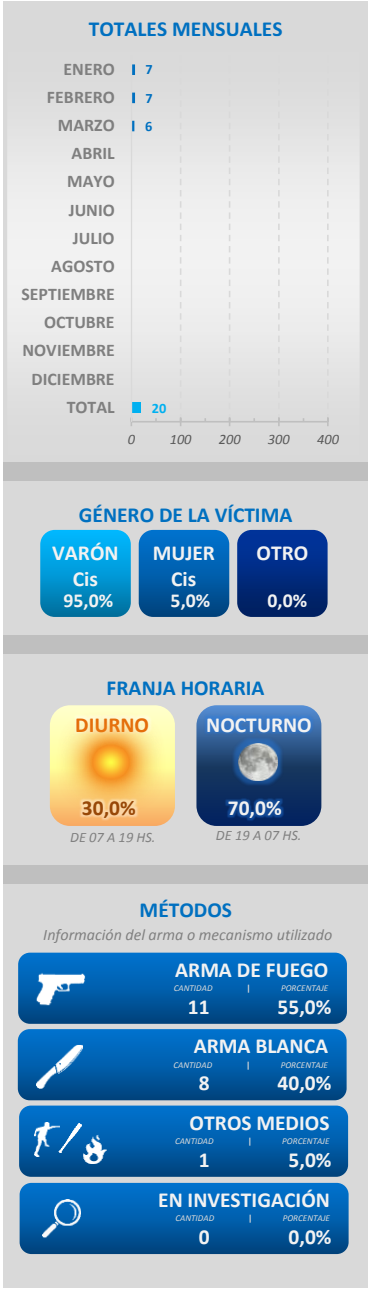 TOTALES MENSUALES
ENERO 7
FEBRERO 7
MARZO 6
ABRIL
MAYO
JUNIO
JULIO
AGOSTO
SEPTIEMBRE
OCTUBRE
NOVIEMBRE
DICIEMBRE
TOTAL 20
0 100 200 300 400
GÉNERO DE LA VÍCTIMA
VARÓN MUJER OTRO
Cis Cis
95,0% 5,0% 0,0%
FRANJA HORARIA
DIURNO NOCTURNO
30,0% 70,0%
DE 07 A 19 HS. DE 19 A 07 HS.
MÉTODOS
Información del arma o mecanismo utilizado
ARMA DE FUEGO
CANTIDAD | PORCENTAJE
11 55,0%
ARMA BLANCA
CANTIDAD | PORCENTAJE
8 40,0%
OTROS MEDIOS
CANTIDAD | PORCENTAJE
1 5,0%
EN INVESTIGACIÓN
CANTIDAD | PORCENTAJE
0 0,0%